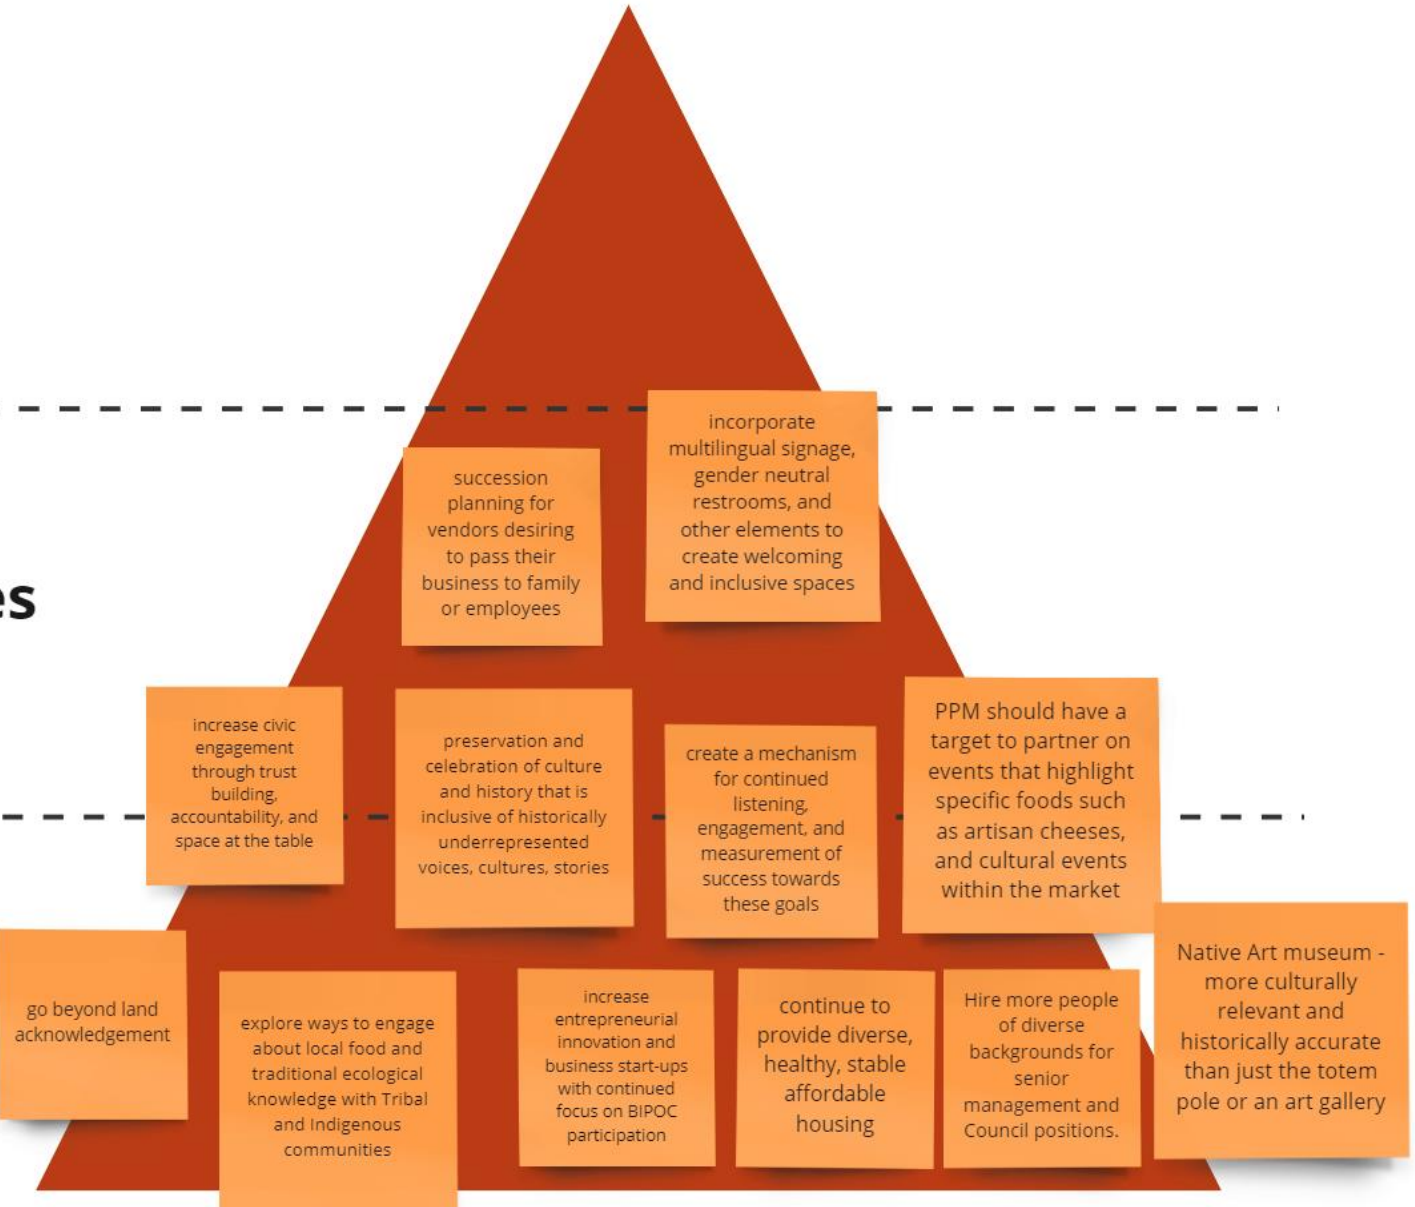 incorporate
multilingual signage,
gender neutral
restrooms, and
other elements to
create welcoming
and inclusive spaces
succession
planning for
vendors desiring
to pass their
business to family
or employees
es
increase civic
engagement
through trust
building,
accountability, and
space at the table
preservation and
celebration of culture
and history that is
inclusive of historically
underrepresented
voices, cultures, stories
create a mechanism
for continued
listening,
engagement, and
measurement of
success towards
these goals
PPM should have a
target to partner on
events that highlight
specific foods such
as artisan cheeses,
and cultural events
within the market
go beyond land
acknowledgement
explore ways to engage
about local food and
traditional ecological
knowledge with Tribal
and Indigenous
communities
increase
entrepreneurial
innovation and
business start-ups
with continued
focus on BIPOC
participation
continue to
provide diverse,
healthy, stable
affordable
housing
Hire more people
of diverse
backgrounds for
senior
management and
Council positions.
Native Art museum -
more culturally
relevant and
historically accurate
than just the totem
pole or an art gallery